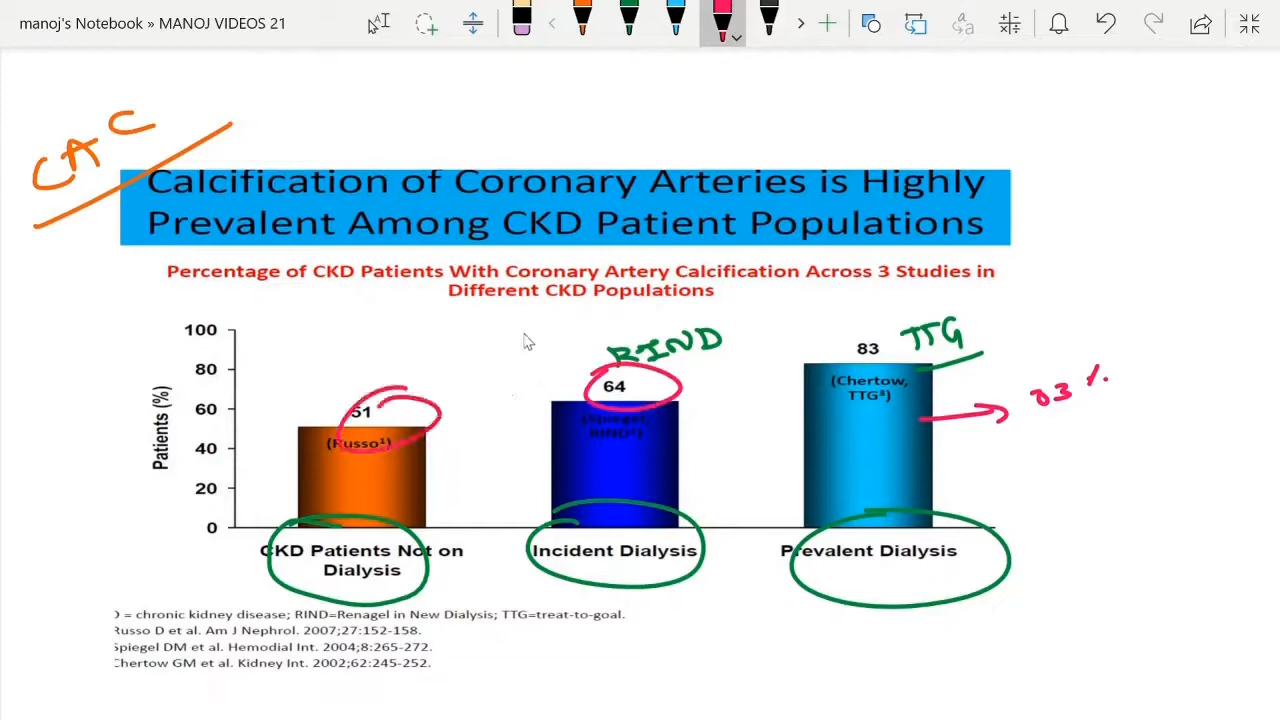 manoj's Notebook » MANOJ VIDEOS 21
CAC
Calcification of Coronary Arteries is Highly
Prevalent Among CKD Patient Populations
Percentage of CKD Patients With Coronary Artery Calcification Across 3 Studies in
Different CKD Populations
Patients (%)
100
80
60
40
20
0
51
(Russo¹)
CKD Patients Not on
Dialysis
RIND
64
(Spiegel,
RIND²)
Incident Dialysis
83
TTG
(Chertow,
TTG³)
83 %
Prevalent Dialysis
= chronic kidney disease; RIND=Renagel in New Dialysis; TTG=treat-to-goal.
Russo D et al. Am J Nephrol. 2007;27:152-158.
Spiegel DM et al. Hemodial Int. 2004;8:265-272.
Chertow GM et al. Kidney Int. 2002;62:245-252.